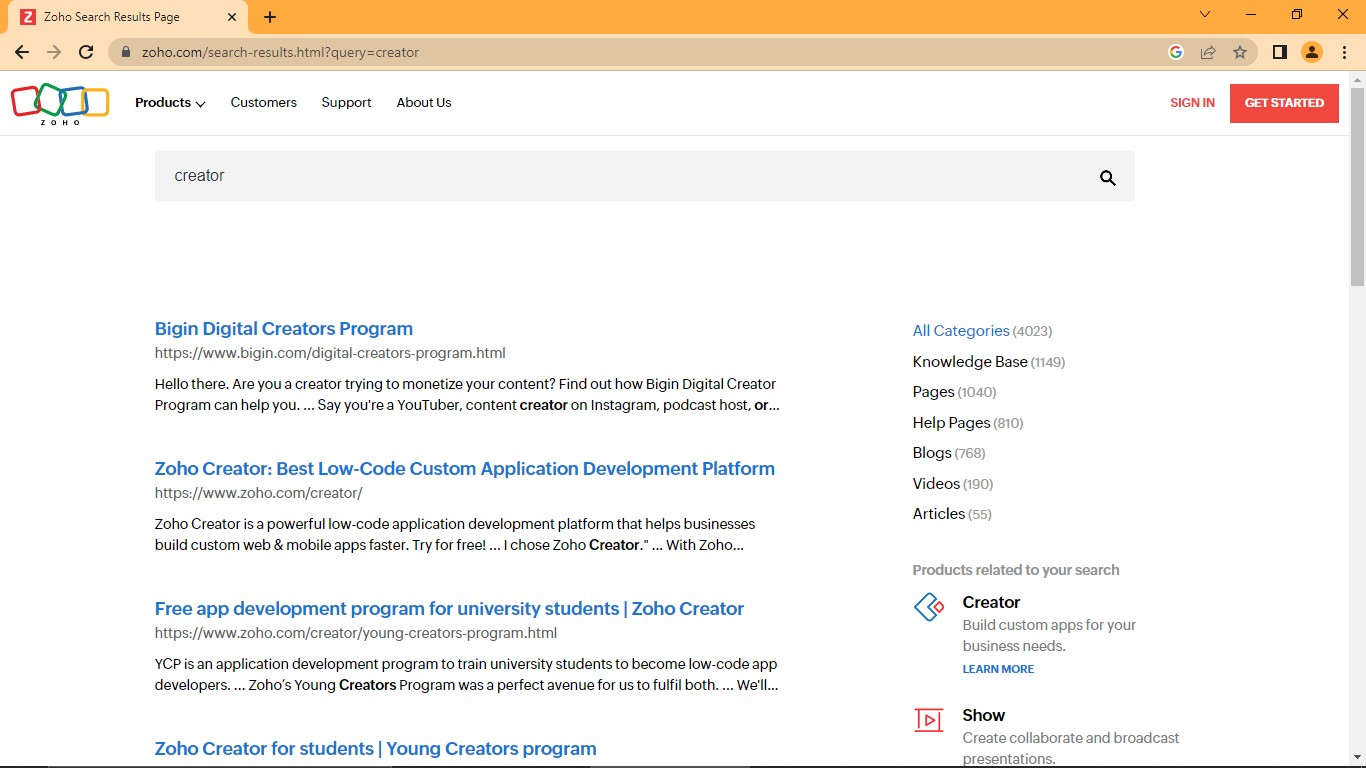 Zoho Search Results Page
zoho.com/search-results.html?query=creator
ZOHO
Products
Customers
Support
About Us
SIGN IN
GET STARTED
creator
Bigin Digital Creators Program
https://www.bigin.com/digital-creators-program.html
Hello there. Are you a creator trying to monetize your content? Find out how Bigin Digital Creator
Program can help you. ... Say you're a YouTuber, content creator on Instagram, podcast host, or...
Zoho Creator: Best Low-Code Custom Application Development Platform
https://www.zoho.com/creator/
Zoho Creator is a powerful low-code application development platform that helps businesses
build custom web & mobile apps faster. Try for free! ... I chose Zoho Creator." ... With Zoho...
Free app development program for university students | Zoho Creator
https://www.zoho.com/creator/young-creators-program.html
YCP is an application development program to train university students to become low-code app
developers. ... Zoho’s Young Creators Program was a perfect avenue for us to fulfil both. ... We'll...
Zoho Creator for students | Young Creators program
All Categories (4023)
Knowledge Base (1149)
Pages (1040)
Help Pages (810)
Blogs (768)
Videos (190)
Articles (55)
Products related to your search
Creator
Build custom apps for your
business needs.
LEARN MORE
Show
Create collaborate and broadcast
presentations.